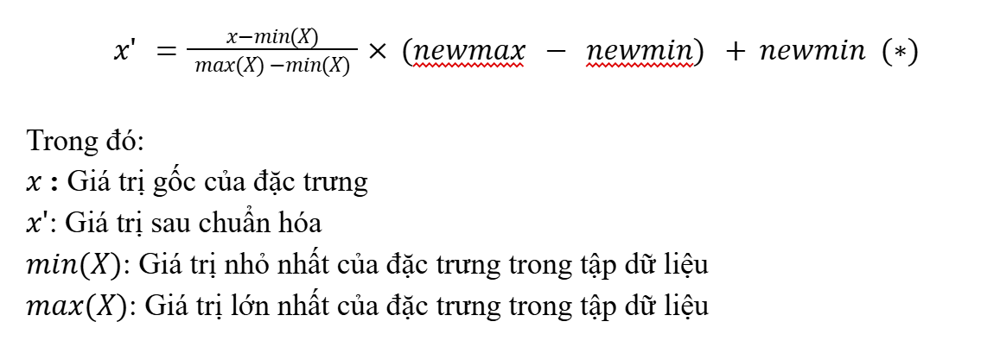 x' = \frac{x−min(X)}{max(X) −min(X)} × (newmax − newmin) + newmin (∗)
Trong đó:
x : Giá trị gốc của đặc trưng
x': Giá trị sau chuẩn hóa
min(X): Giá trị nhỏ nhất của đặc trưng trong tập dữ liệu
max(X): Giá trị lớn nhất của đặc trưng trong tập dữ liệu